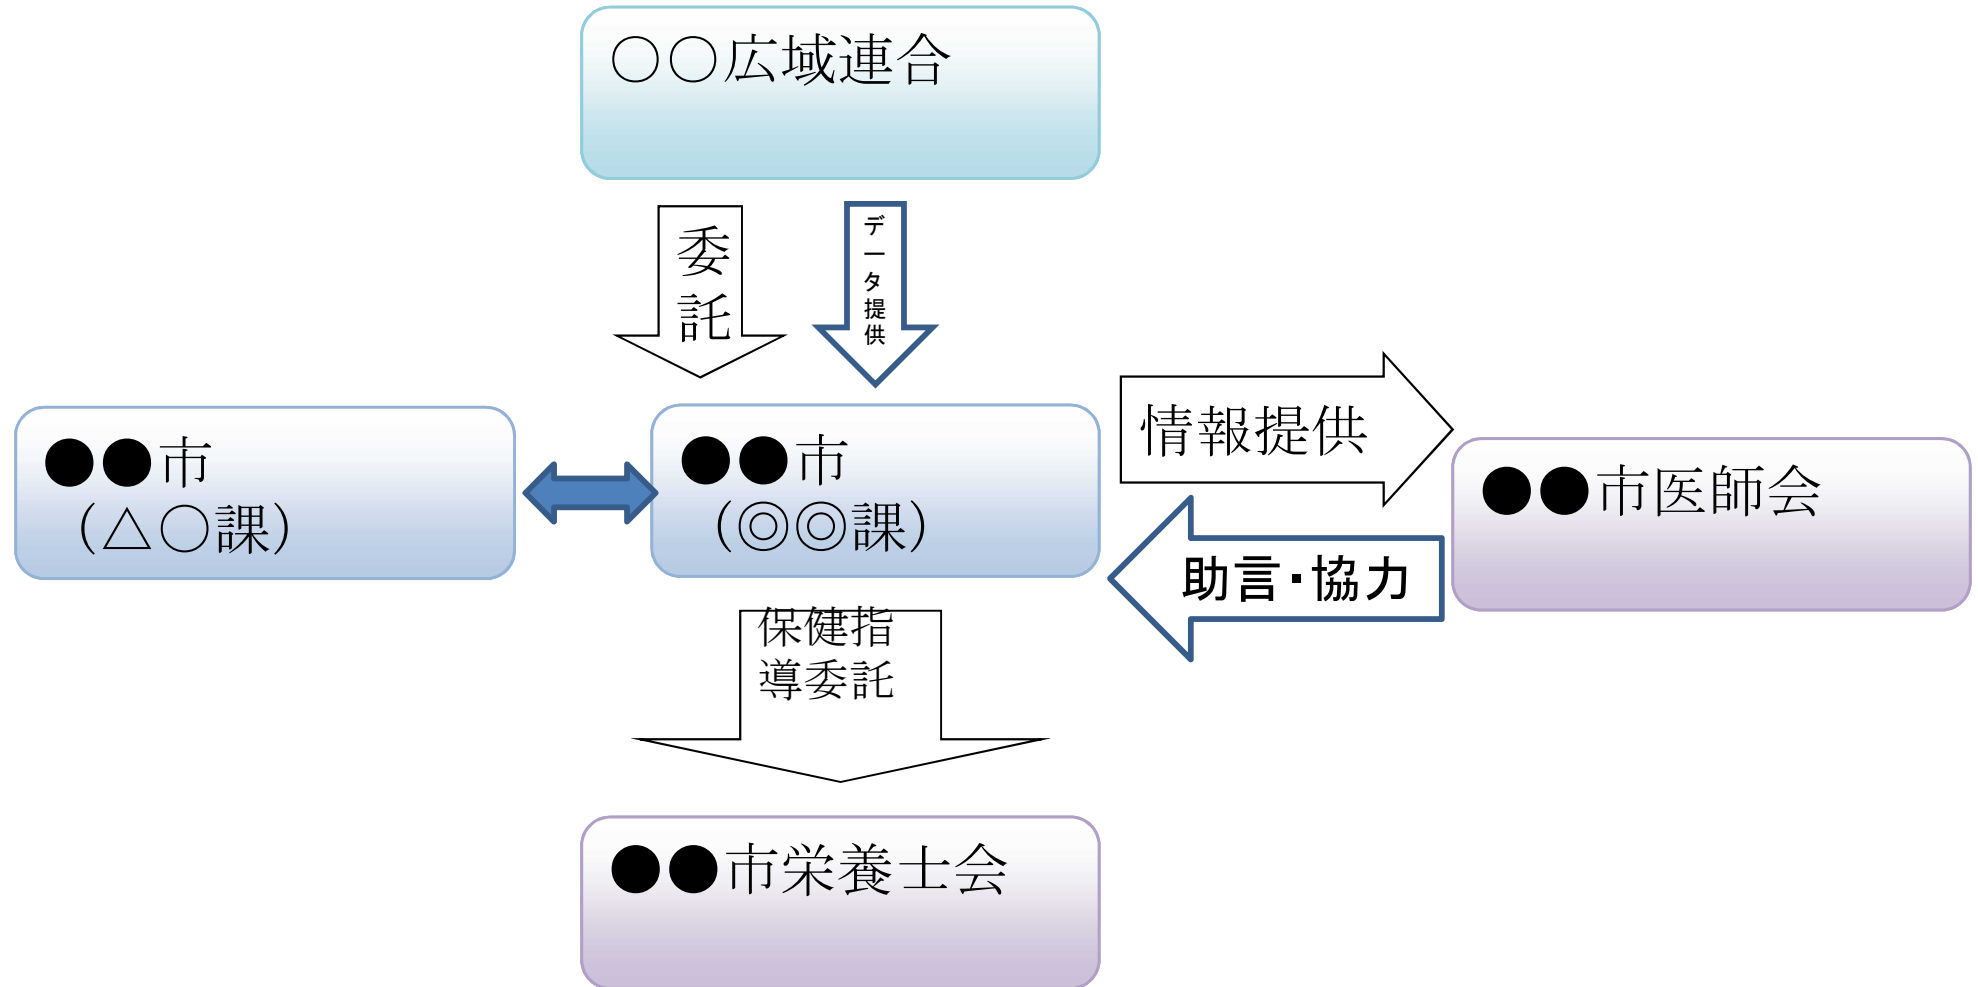 ○○広域連合
委
託
データ提供
情報提供
●●市
（△○課）
●●市
（◎◎課）
●●市医師会
助言・協力
保健指
導委託
●●市栄養士会